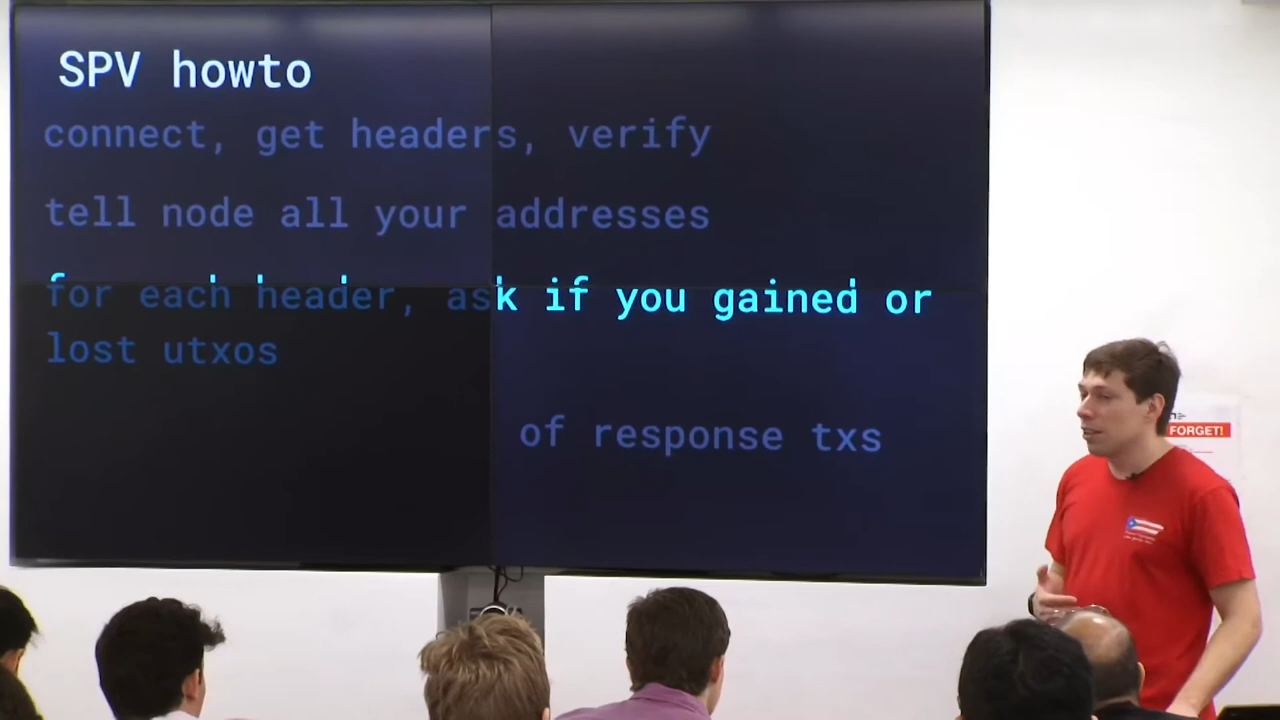 SPV howto
connect, get headers, verify
tell node all your addresses
for each header, ask if you gained or
lost utxos
of response txs
FORGET!